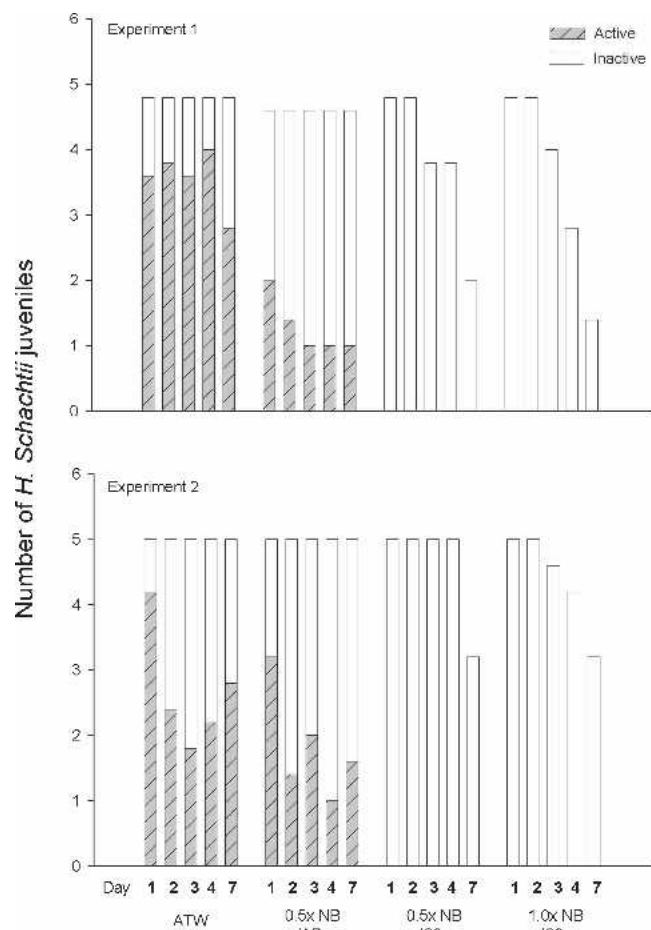 6
Experiment 1
Active
Inactive
5
4
3
2
1
0
Number of H. Schachtii juveniles
6
Experiment 2
5
4
3
2
1
0
Day 1 2 3 4 7 1 2 3 4 7 1 2 3 4 7 1 2 3 4 7
ATW 0.5x NB 0.5x NB 1.0x NB